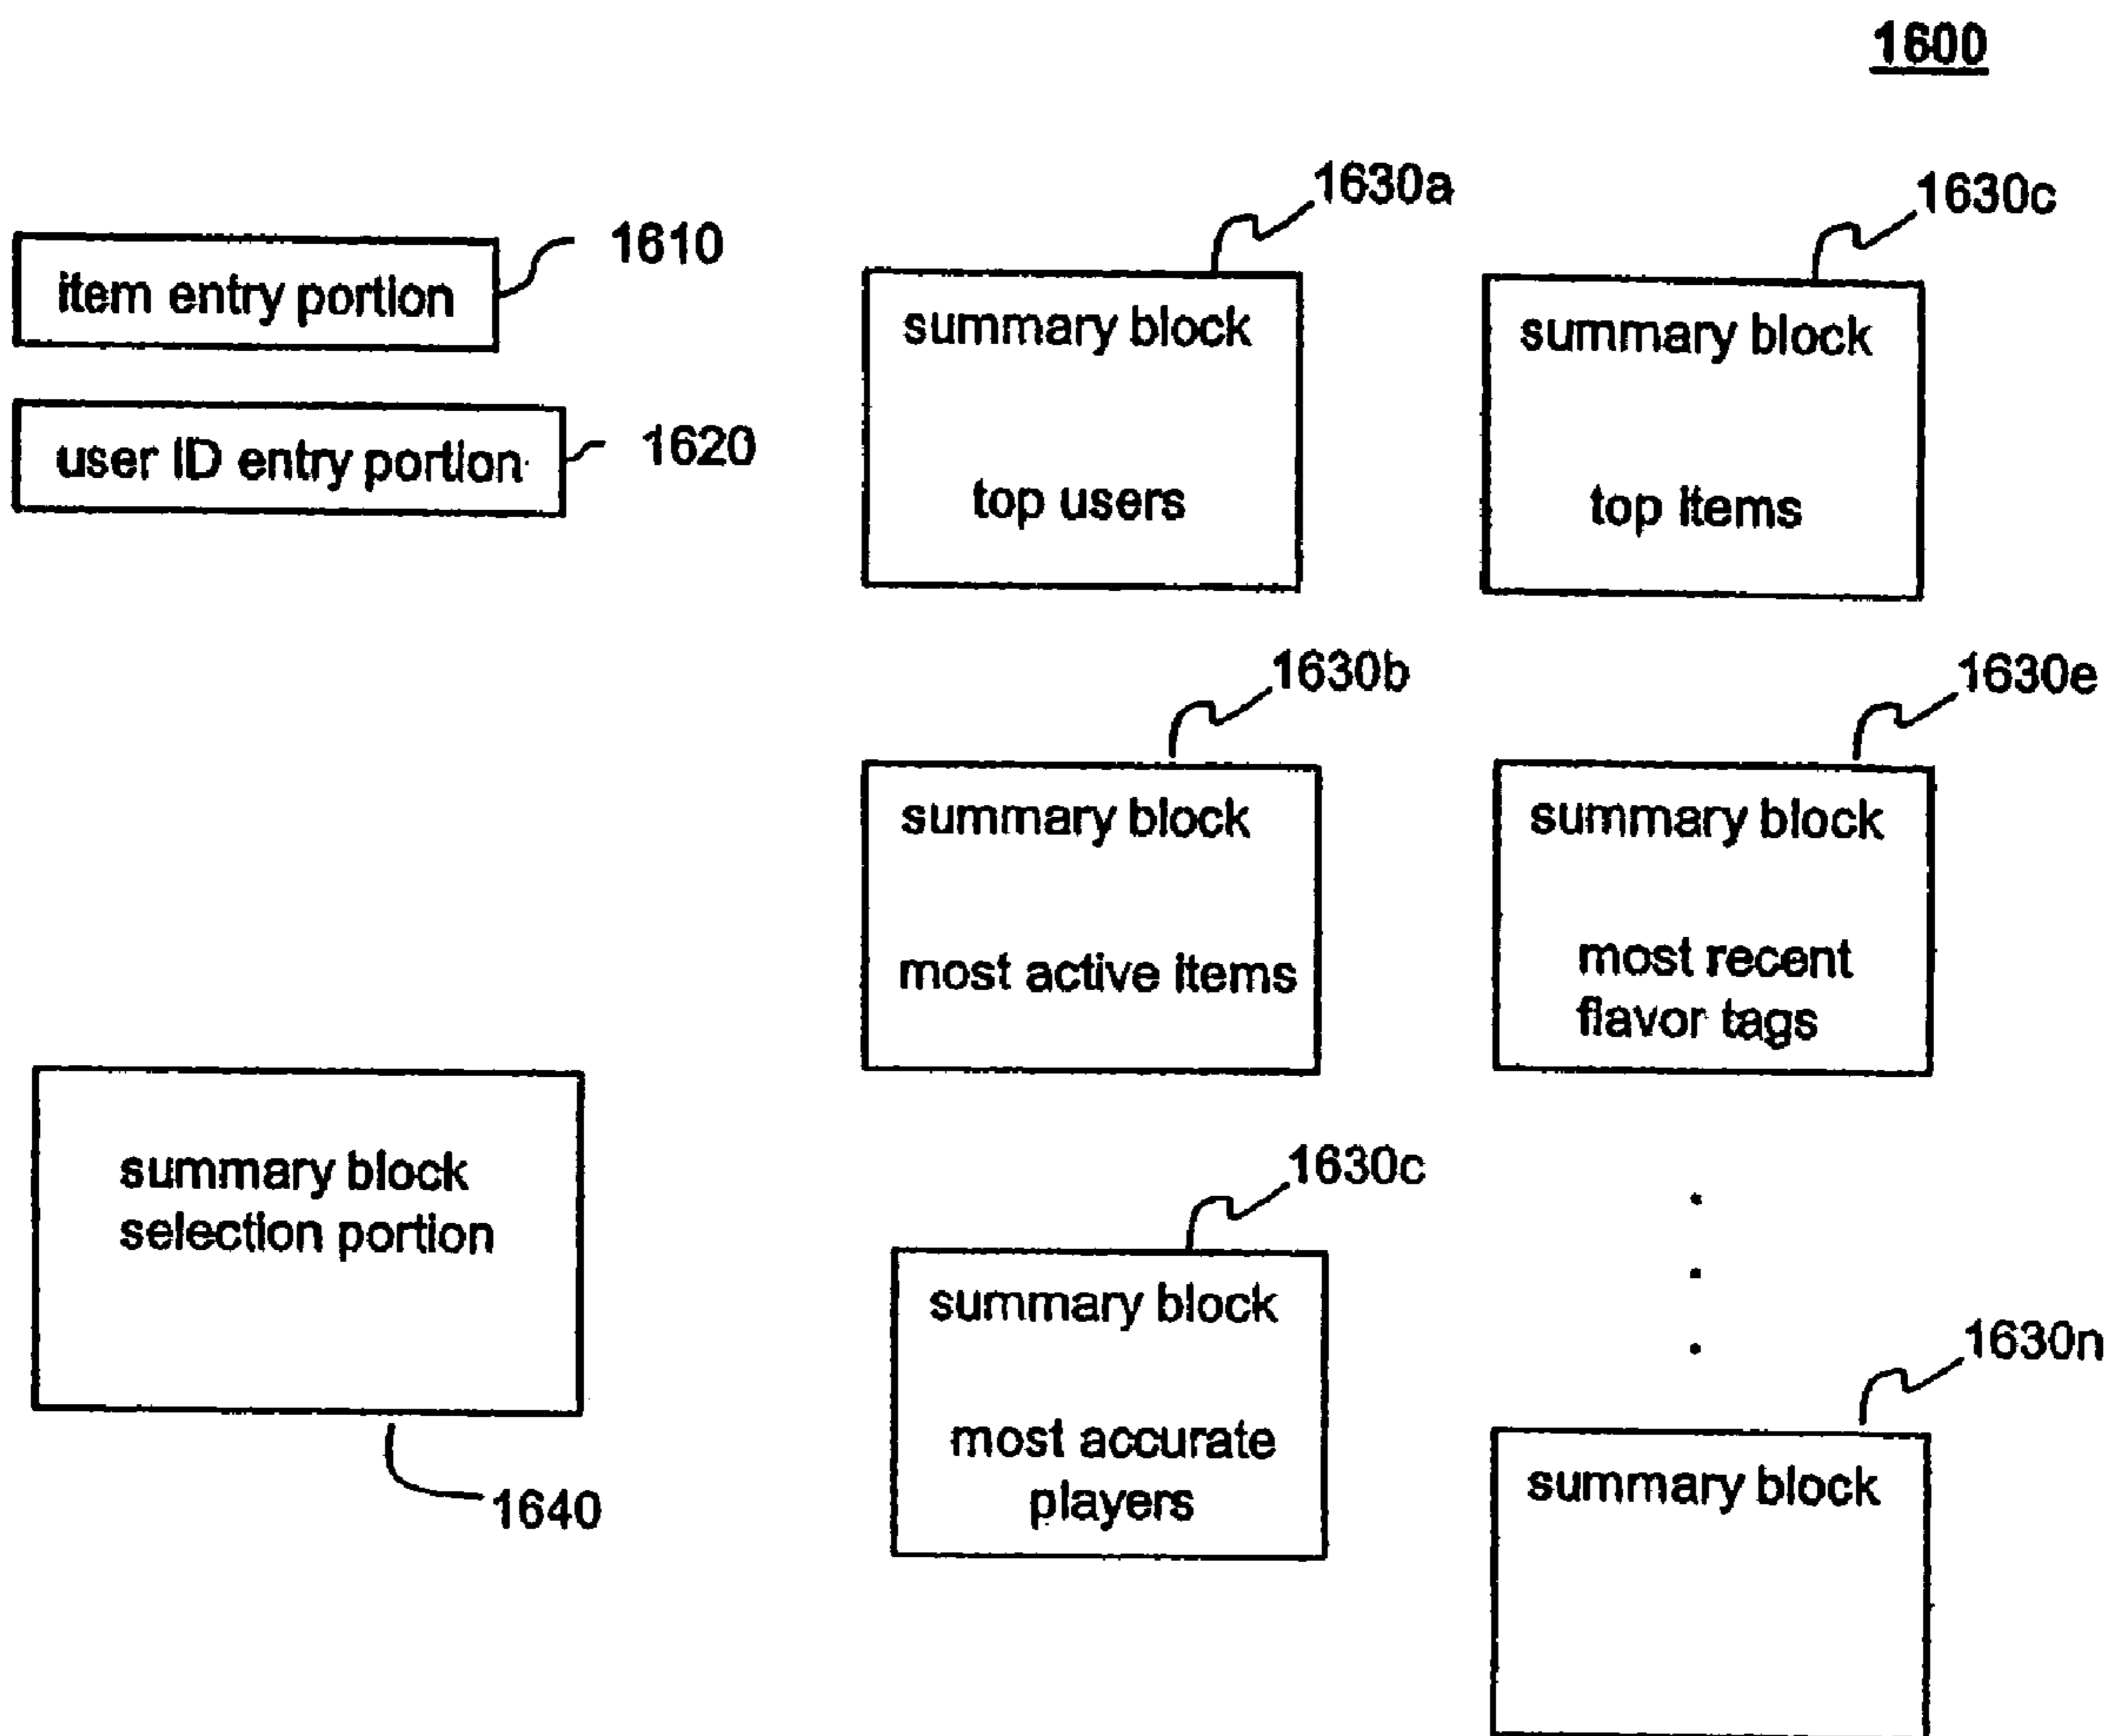 1600
1610
item entry portion
1620
user ID entry portion
1630a
summary block
top users
1630c
summary block
top items
1630b
summary block
most active items
1630e
summary block
most recent
flavor tags
summary block
selection portion
1640
1630c
summary block
most accurate
players
1630n
summary block